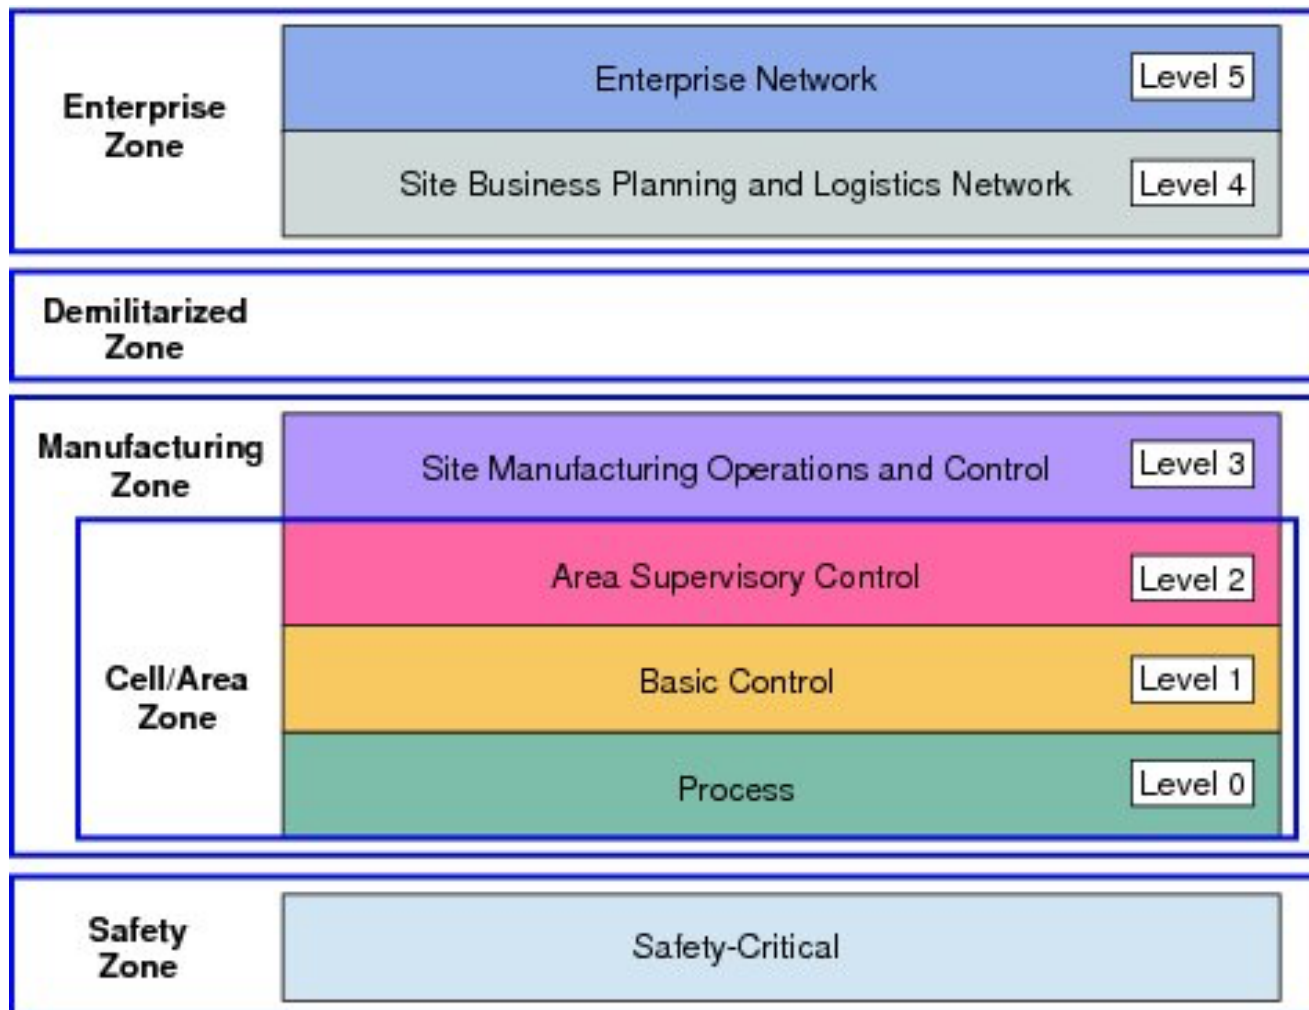 Enterprise
Zone
Enterprise Network
Level 5
Site Business Planning and Logistics Network
Level 4
Demilitarized
Zone
Manufacturing
Zone
Site Manufacturing Operations and Control
Level 3
Cell/Area
Zone
Area Supervisory Control
Level 2
Basic Control
Level 1
Process
Level 0
Safety
Zone
Safety-Critical